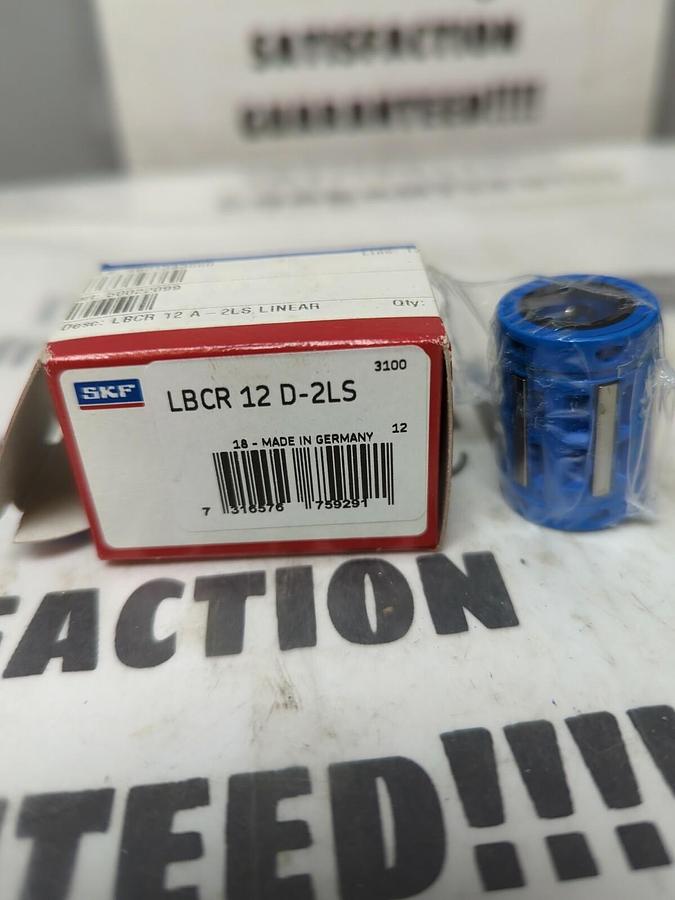 SATISFACTION
GUARANTEED!!!!
50022099
Desc: LBCR 12 A - 2LS LINEAR
Qty:
3100
SKF
LBCR 12 D-2LS
12
18 - MADE IN GERMANY
7 316576 759291
FACTION
TEED!!!!